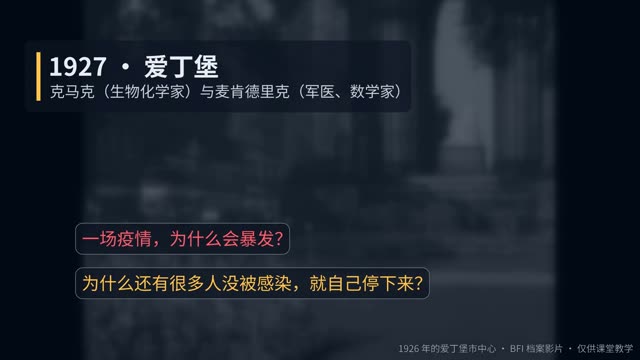 1927 • 爱丁堡
克马克（生物化学家）与麦肯德里克（军医、数学家）
一场疫情，为什么会暴发？
为什么还有很多人没被感染，就自己停下来？
1926 年的爱丁堡市中心 • BFI 档案影片 • 仅供课堂教学